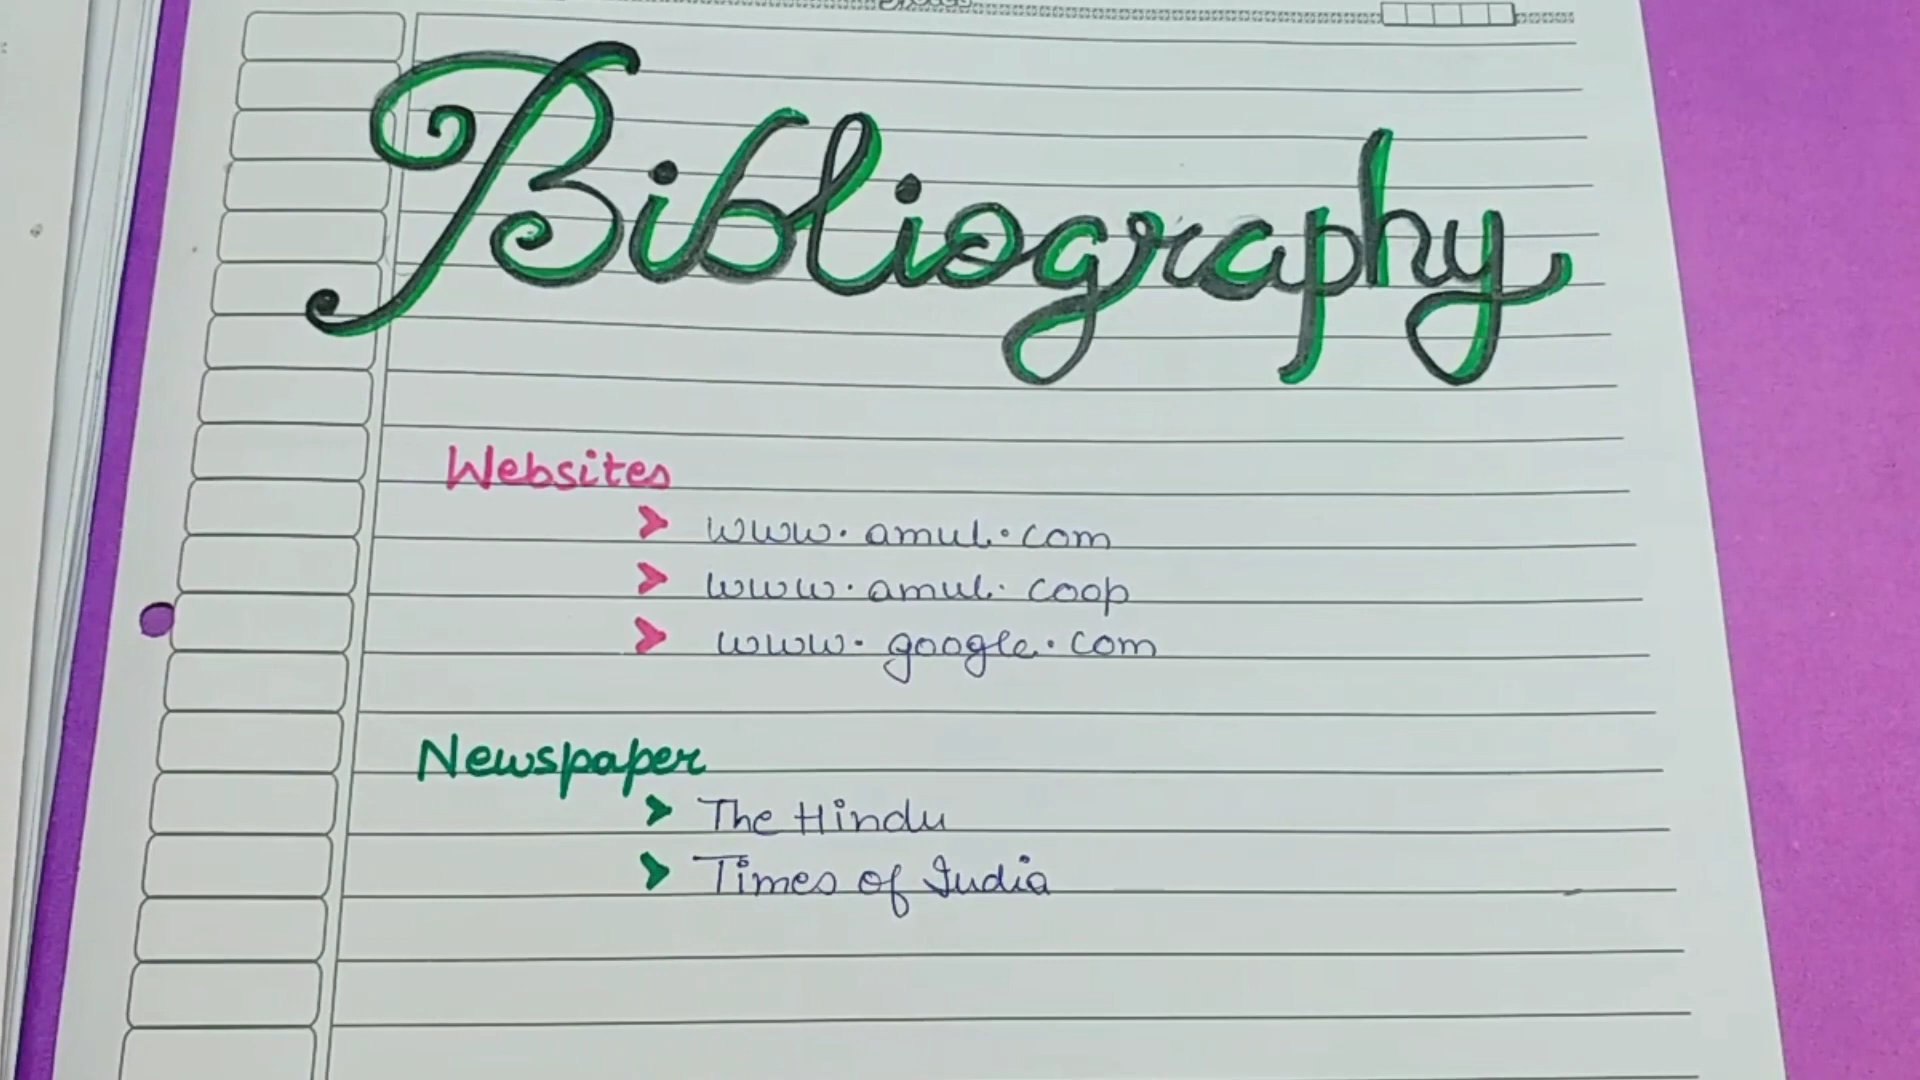 Bibliography
Websites
➤ www.amul.com
➤ www.amul.coop
➤ www.google.com
Newspaper
➤ The Hindu
➤ Times of India